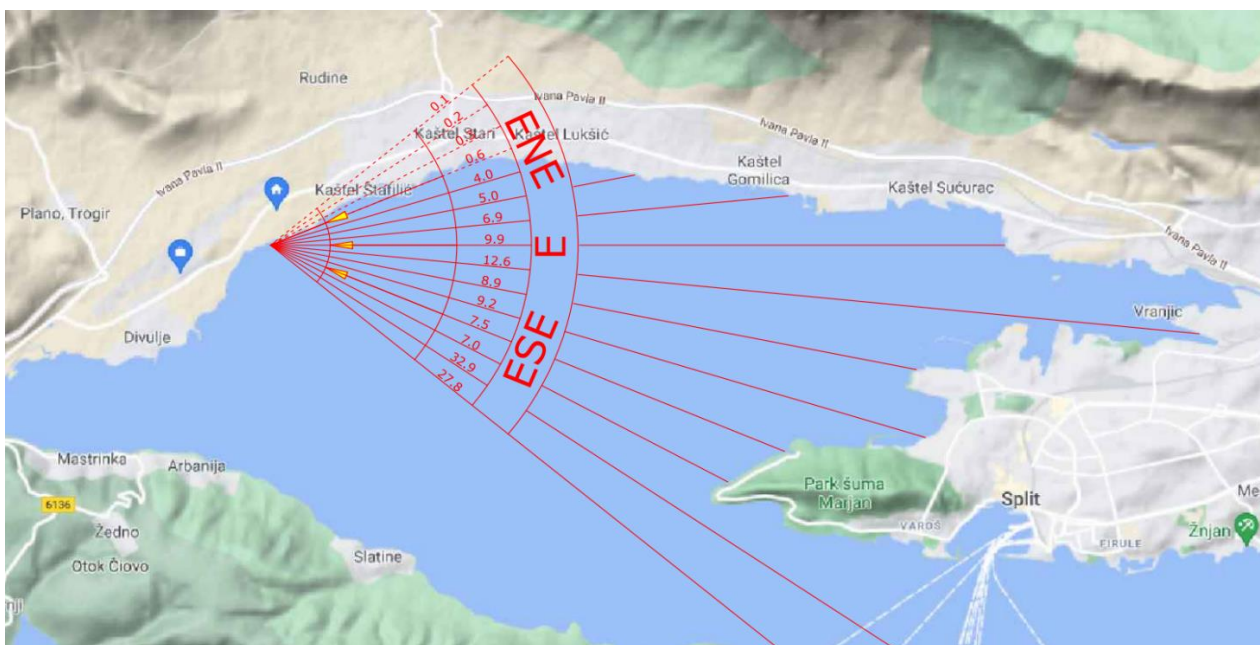 Rudine
Ivana Pavla II
Kaštel Stari
Kaštel Lukšić
Ivana Pavla II
Ivana Pavla II
Kaštel
Gomilica
Kaštel Sućurac
Kaštel Štafilić
Plano, Trogir
Ivana Pavla II
Divulje
Vranjic
0.1
0.2
0.6
4.0
5.0
6.9
9.9
12.6
8.9
9.2
7.5
7.0
32.9
27.8
ENE
E
ESE
Mastrinka
Arbanija
6136
Žedno
Otok Čiovo
Slatine
Park šuma
Marjan
VAROŠ
Split
FIRULE
Žnjan
Me
nji